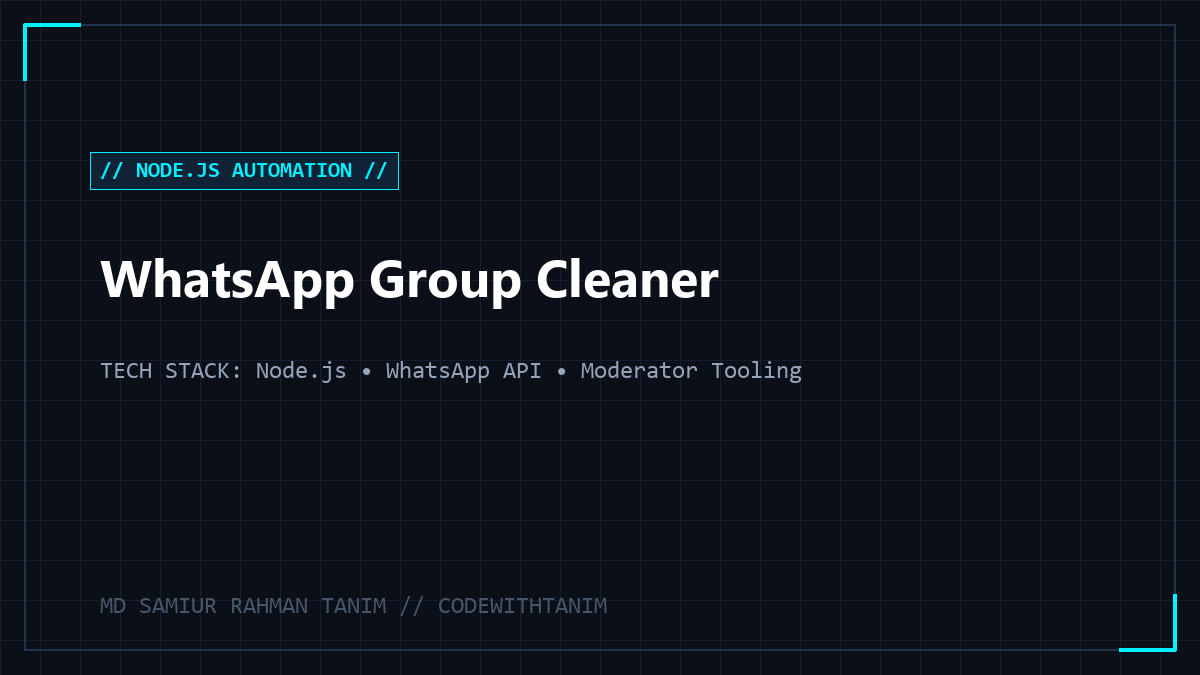 // NODE.JS AUTOMATION //
WhatsApp Group Cleaner
TECH STACK: Node.js • WhatsApp API • Moderator Tooling
MD SAMIUR RAHMAN TANIM // CODEWITHTANIM